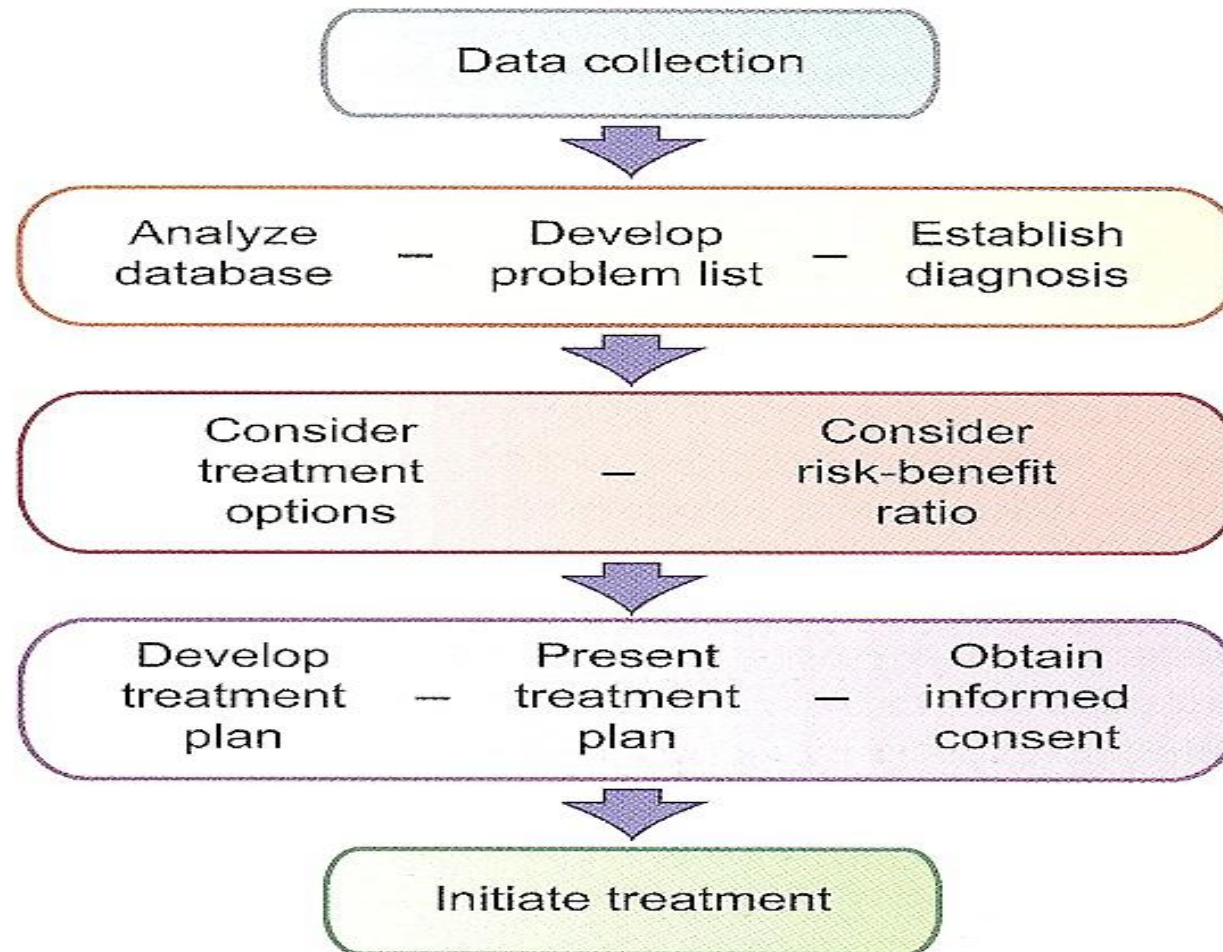 Data collection
Analyze database – Develop problem list – Establish diagnosis
Consider treatment options – Consider risk-benefit ratio
Develop treatment plan – Present treatment plan – Obtain informed consent
Initiate treatment